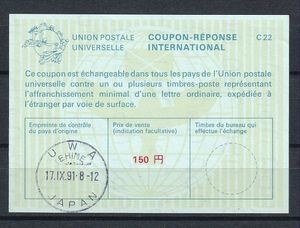 UNION POSTALE
UNIVERSELLE
COUPON-RÉPONSE
INTERNATIONAL
C 22
Ce coupon est échangeable dans tous les pays de l'Union postale
universelle contre un ou plusieurs timbres-poste représentant
l'affranchissement minimal d'une lettre ordinaire, expédiée à
l'étranger par voie de surface.
Empreinte de contrôle
du pays d'origine
Prix de vente
(indication facultative)
Timbre du bureau qui
effectue l'échange
150 円
UWA
EHIME
17.IX.91·8-12
JAPAN